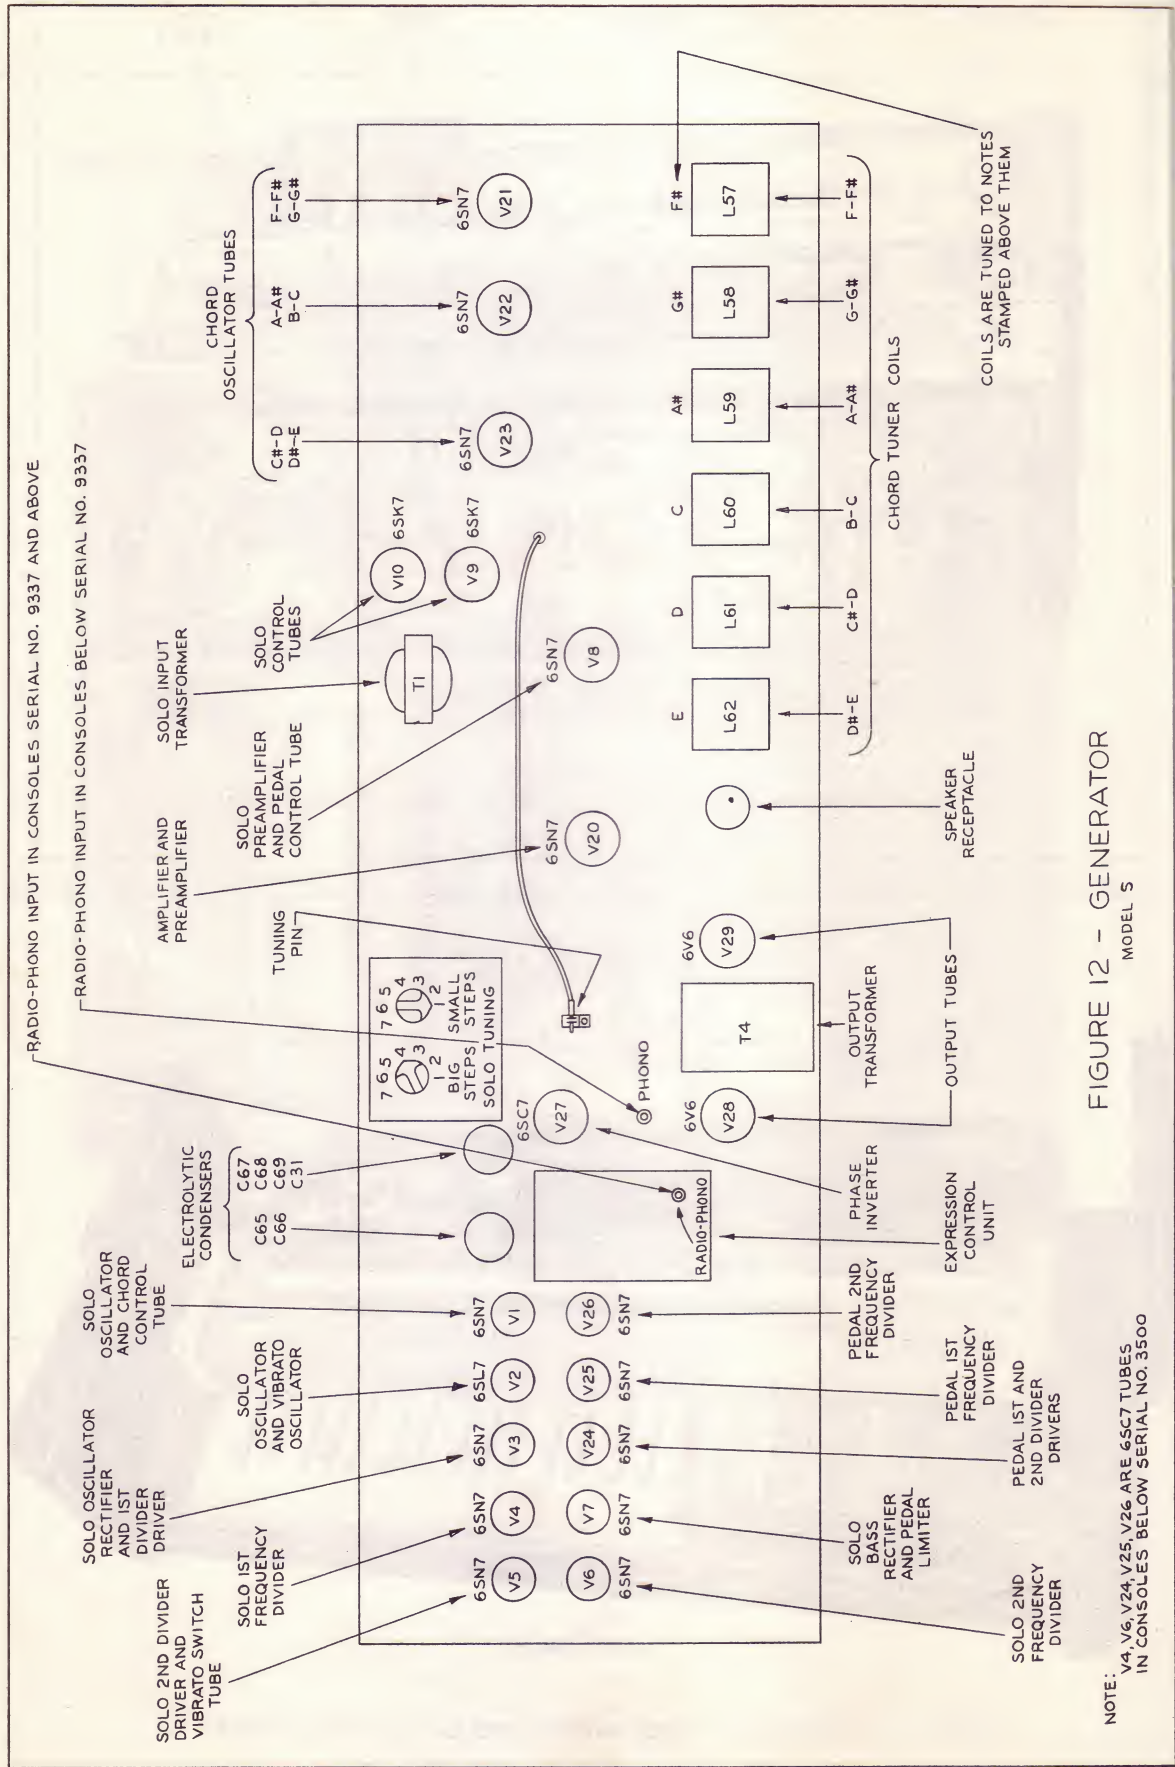 RADIO-PHONO INPUT IN CONSOLES SERIAL NO. 9337 AND ABOVE
RADIO-PHONO INPUT IN CONSOLES BELOW SERIAL NO. 9337
SOLO 2ND DIVIDER
DRIVER AND
VIBRATO SWITCH
TUBE
SOLO OSCILLATOR
RECTIFIER
AND 1ST
DIVIDER
DRIVER
SOLO 1ST
FREQUENCY
DIVIDER
SOLO
OSCILLATOR
AND VIBRATO
OSCILLATOR
SOLO
OSCILLATOR
AND CHORD
CONTROL
TUBE
ELECTROLYTIC
CONDENSERS
C65
C66
C67
C68
C69
C31
TUNING
PIN
AMPLIFIER AND
PREAMPLIFIER
SOLO
PREAMPLIFIER
AND PEDAL
CONTROL TUBE
SOLO INPUT
TRANSFORMER
SOLO
CONTROL
TUBES
CHORD
OSCILLATOR TUBES
C#-D
D#-E
A-A#
B-C
F-F#
G-G#
7 6 5
4
3
1 2
BIG
STEPS
7 6 5
4
3
1 2
SMALL
STEPS
SOLO TUNING
T1
V10
6SK7
V9
6SK7
6SN7
V23
6SN7
V22
6SN7
V21
6SN7
V5
6SN7
V4
6SN7
V3
6SL7
V2
6SN7
V1
V6
6SN7
V7
6SN7
V24
6SN7
V25
6SN7
V26
6SN7
6SC7
V27
6SN7
V20
6SN7
V8
RADIO-PHONO
PHONO
6V6
V28
T4
6V6
V29
E
L62
D
L61
C
L60
A#
L59
G#
L58
F#
L57
D#-E
C#-D
B-C
A-A#
G-G#
F-F#
CHORD TUNER COILS
COILS ARE TUNED TO NOTES
STAMPED ABOVE THEM
SOLO 2ND
FREQUENCY
DIVIDER
SOLO
BASS
RECTIFIER
AND PEDAL
LIMITER
PEDAL 1ST AND
2ND DIVIDER
DRIVERS
PEDAL 1ST
FREQUENCY
DIVIDER
PEDAL 2ND
FREQUENCY
DIVIDER
EXPRESSION
CONTROL
UNIT
PHASE
INVERTER
OUTPUT
TRANSFORMER
OUTPUT TUBES
SPEAKER
RECEPTACLE
NOTE:
V4, V6, V24, V25, V26 ARE 6SC7 TUBES
IN CONSOLES BELOW SERIAL NO. 3500
FIGURE 12 - GENERATOR
MODEL S